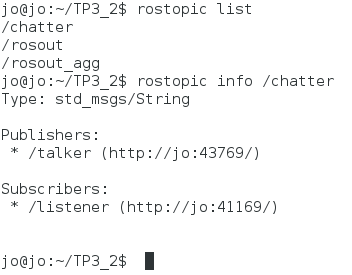 jo@jo:~/TP3_2$ rostopic list
/chatter
/rosout
/rosout_agg
jo@jo:~/TP3_2$ rostopic info /chatter
Type: std_msgs/String

Publishers:
 * /talker (http://jo:43769/)

Subscribers:
 * /listener (http://jo:41169/)


jo@jo:~/TP3_2$